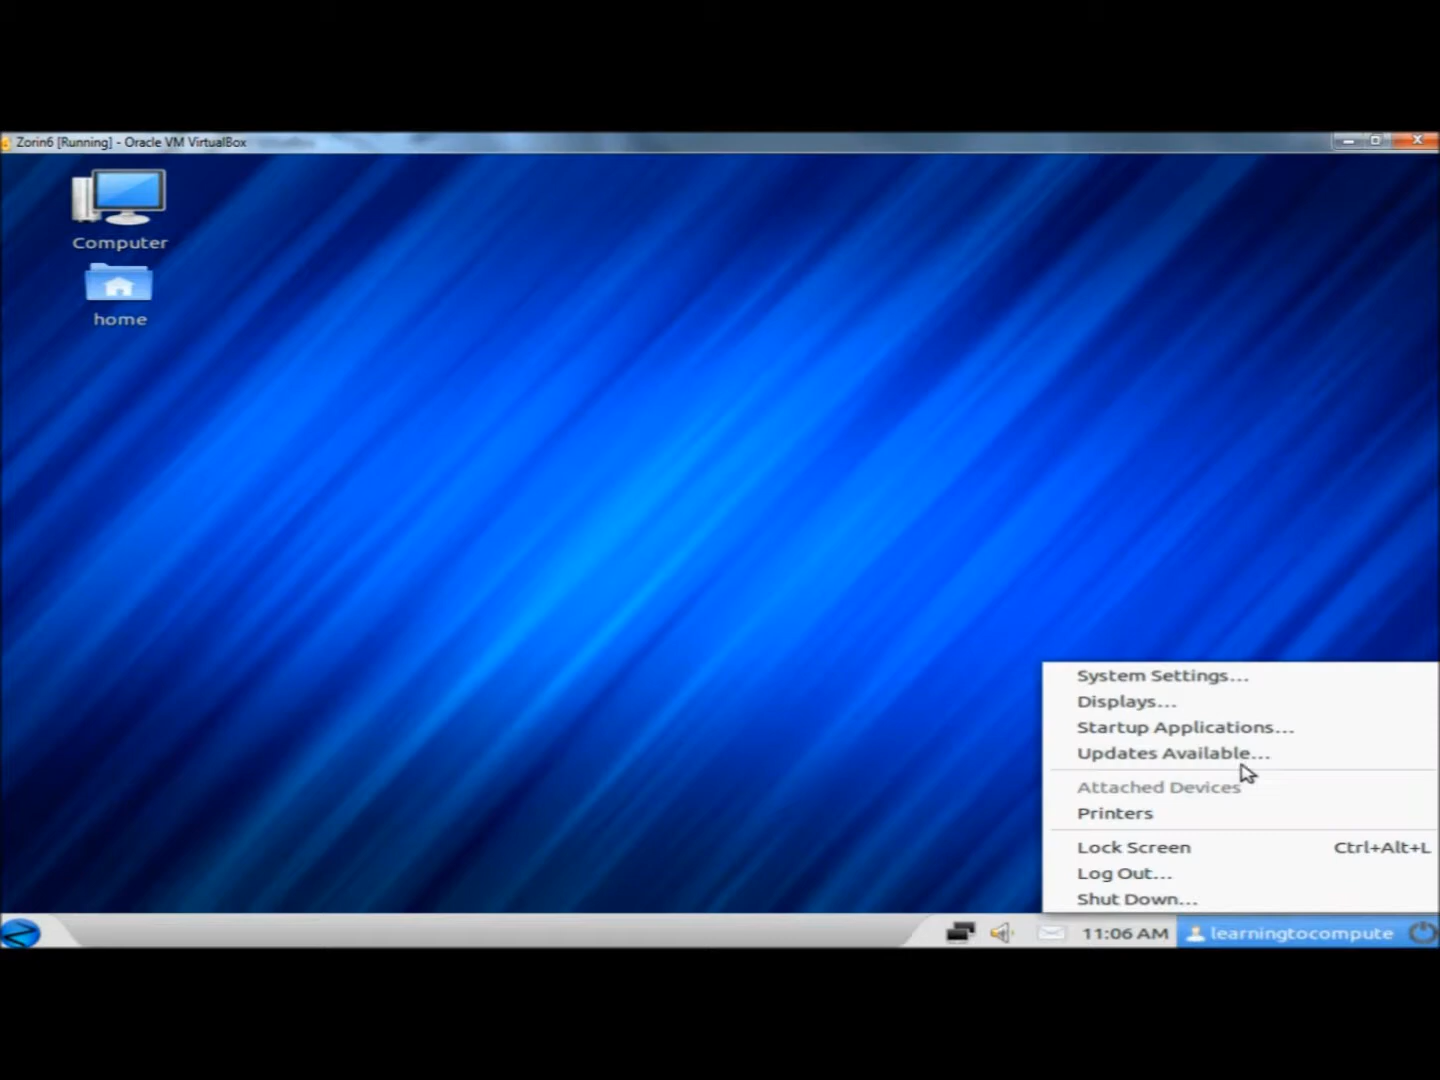 Zorin6 [Running] - Oracle VM VirtualBox
Computer
home
System Settings...
Displays...
Startup Applications...
Updates Available...
Attached Devices
Printers
Lock Screen Ctrl+Alt+L
Log Out...
Shut Down...
11:06 AM learningtocompute